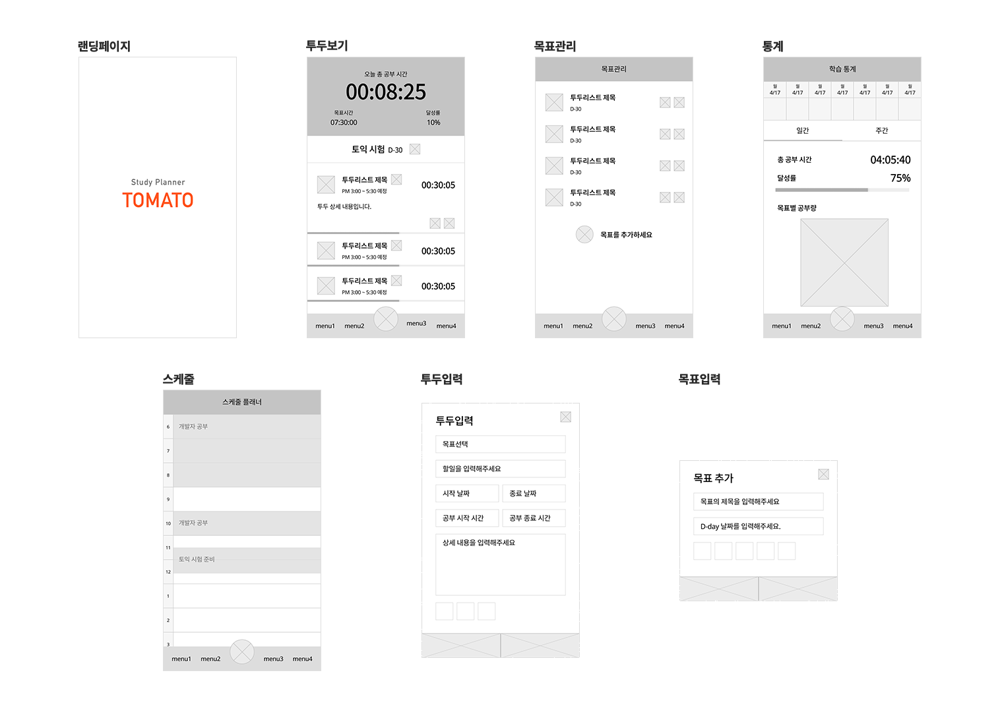 랜딩페이지
Study Planner
TOMATO
투두보기
오늘 총 공부 시간
00:08:25
목표시간
달성률
07:30:00
10%
토익 시험 D-30
투두리스트 제목
PM 3:00 ~ 5:30 예정
00:30:05
투두 상세 내용입니다.
투두리스트 제목
PM 3:00 ~ 5:30 예정
00:30:05
투두리스트 제목
PM 3:00 ~ 5:30 예정
00:30:05
menu1 menu2 menu3 menu4
목표관리
목표관리
투두리스트 제목
D-30
투두리스트 제목
D-30
투두리스트 제목
D-30
투두리스트 제목
D-30
목표를 추가하세요
menu1 menu2 menu3 menu4
통계
학습 통계
월 월 월 월 월 월 월
4/17 4/17 4/17 4/17 4/17 4/17 4/17
일간 주간
총 공부 시간 04:05:40
달성률 75%
목표별 공부량
menu1 menu2 menu3 menu4
스케줄
스케줄 플래너
6 개발자 공부
7
8
9
10 개발자 공부
11
토익 시험 준비
12
1
2
3
menu1 menu2 menu3 menu4
투두입력
투두입력
목표선택
할일을 입력해주세요
시작 날짜 종료 날짜
공부 시작 시간 공부 종료 시간
상세 내용을 입력해주세요
목표입력
목표 추가
목표의 제목을 입력해주세요
D-day 날짜를 입력해주세요.